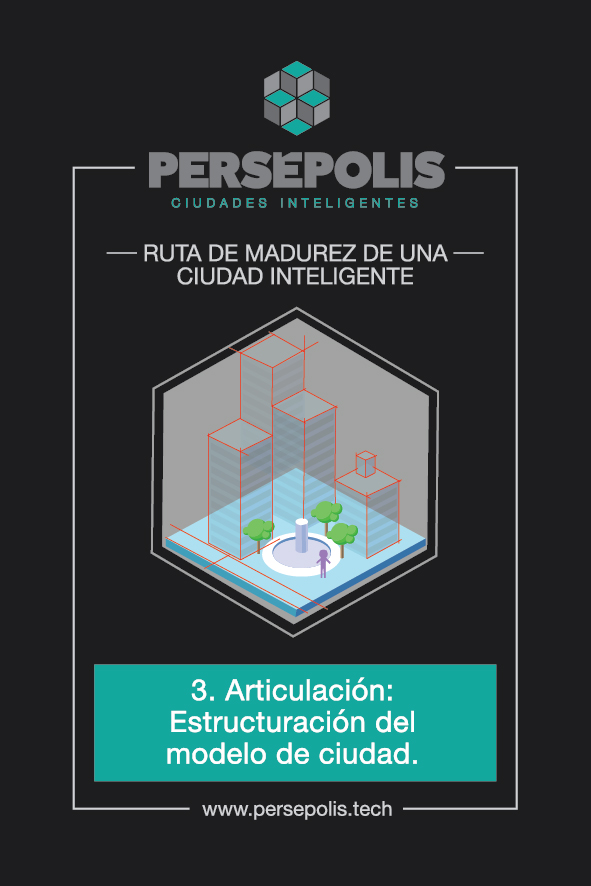 PERSÉPOLIS
CIUDADES INTELIGENTES
RUTA DE MADUREZ DE UNA
CIUDAD INTELIGENTE
3. Articulación:
Estructuración del
modelo de ciudad.
www.persepolis.tech